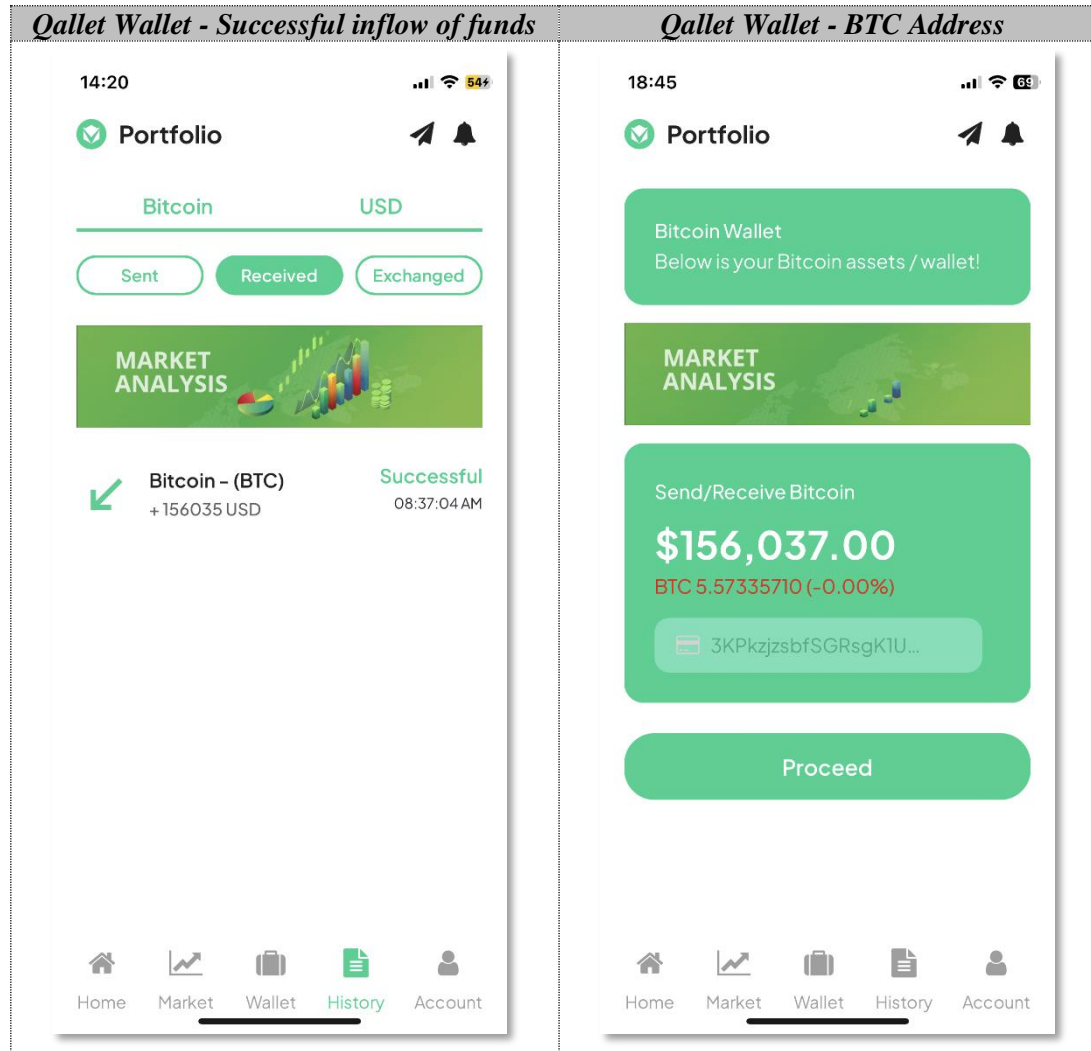 Qallet Wallet - Successful inflow of funds
14:20
54
Portfolio
Bitcoin USD
Sent Received Exchanged
MARKET
ANALYSIS
Bitcoin – (BTC) Successful
+ 156035 USD 08:37:04 AM
Home Market Wallet History Account
Qallet Wallet - BTC Address
18:45
69
Portfolio
Bitcoin Wallet
Below is your Bitcoin assets / wallet!
MARKET
ANALYSIS
Send/Receive Bitcoin
$156,037.00
BTC 5.57335710 (-0.00%)
3KPkzjzsbfSGRsgK1U...
Proceed
Home Market Wallet History Account